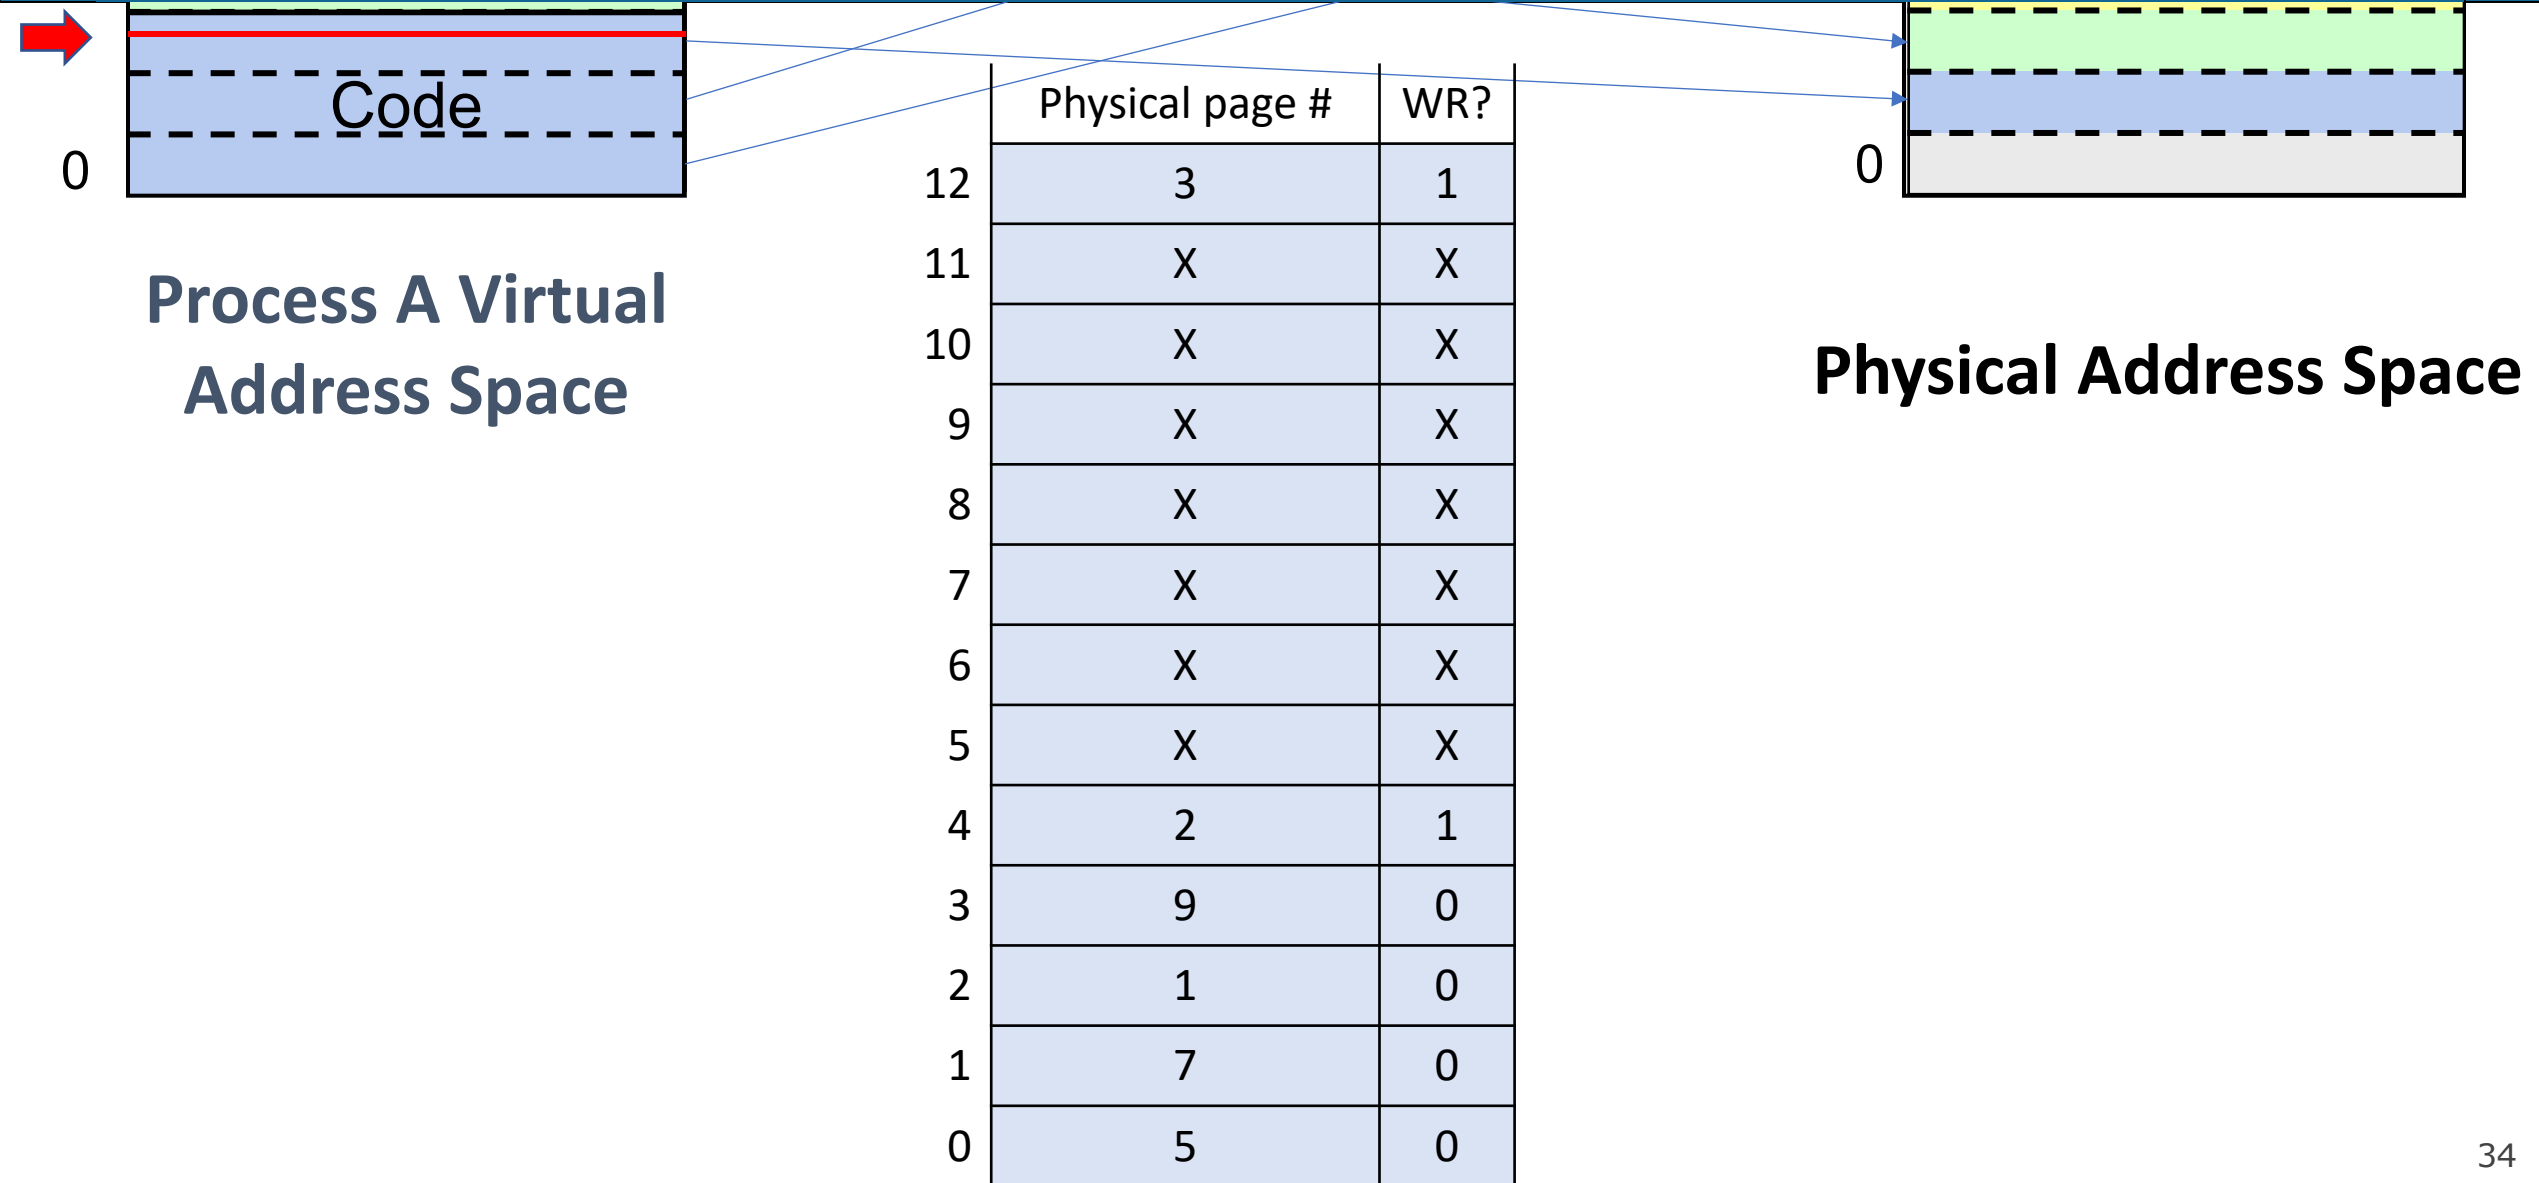 Code
0
Process A Virtual
Address Space
Physical page # WR?
12 3 1
11 X X
10 X X
9 X X
8 X X
7 X X
6 X X
5 X X
4 2 1
3 9 0
2 1 0
1 7 0
0 5 0
0
Physical Address Space
34